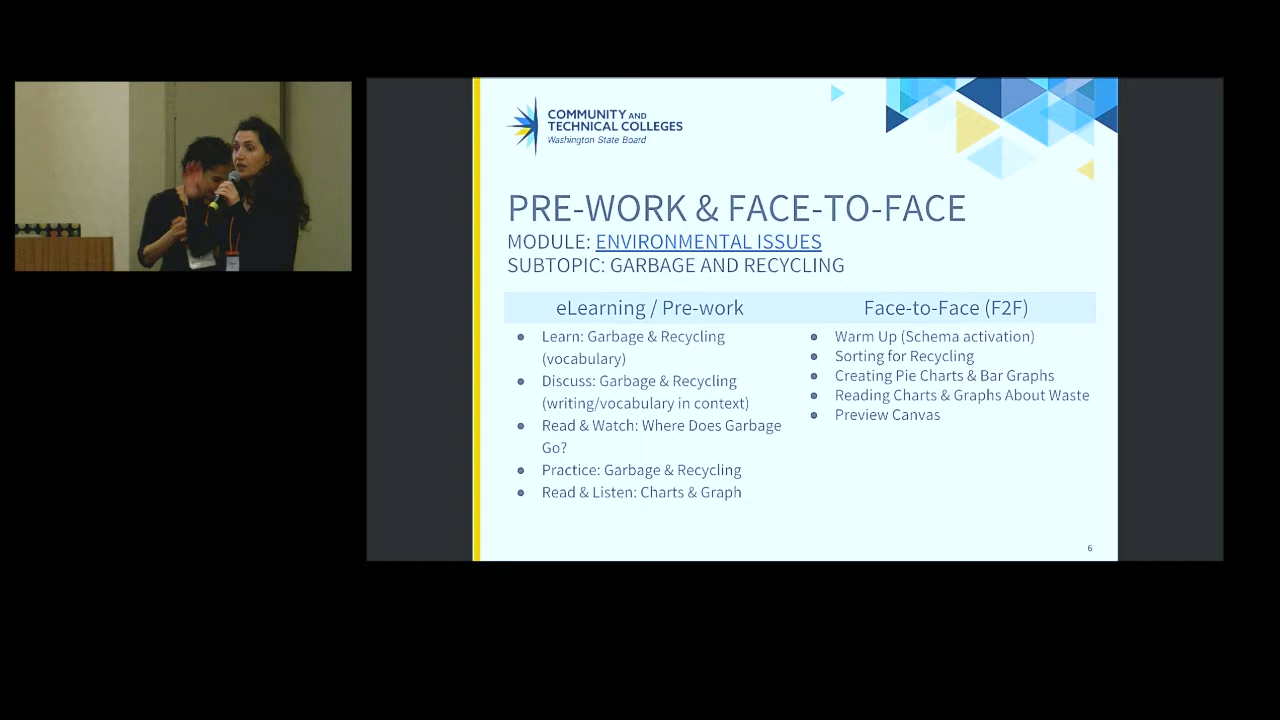 COMMUNITY AND
TECHNICAL COLLEGES
Washington State Board
PRE-WORK & FACE-TO-FACE
MODULE: ENVIRONMENTAL ISSUES
SUBTOPIC: GARBAGE AND RECYCLING
eLearning / Pre-work
Learn: Garbage & Recycling
(vocabulary)
Discuss: Garbage & Recycling
(writing/vocabulary in context)
Read & Watch: Where Does Garbage
Go?
Practice: Garbage & Recycling
Read & Listen: Charts & Graph
Face-to-Face (F2F)
Warm Up (Schema activation)
Sorting for Recycling
Creating Pie Charts & Bar Graphs
Reading Charts & Graphs About Waste
Preview Canvas
6